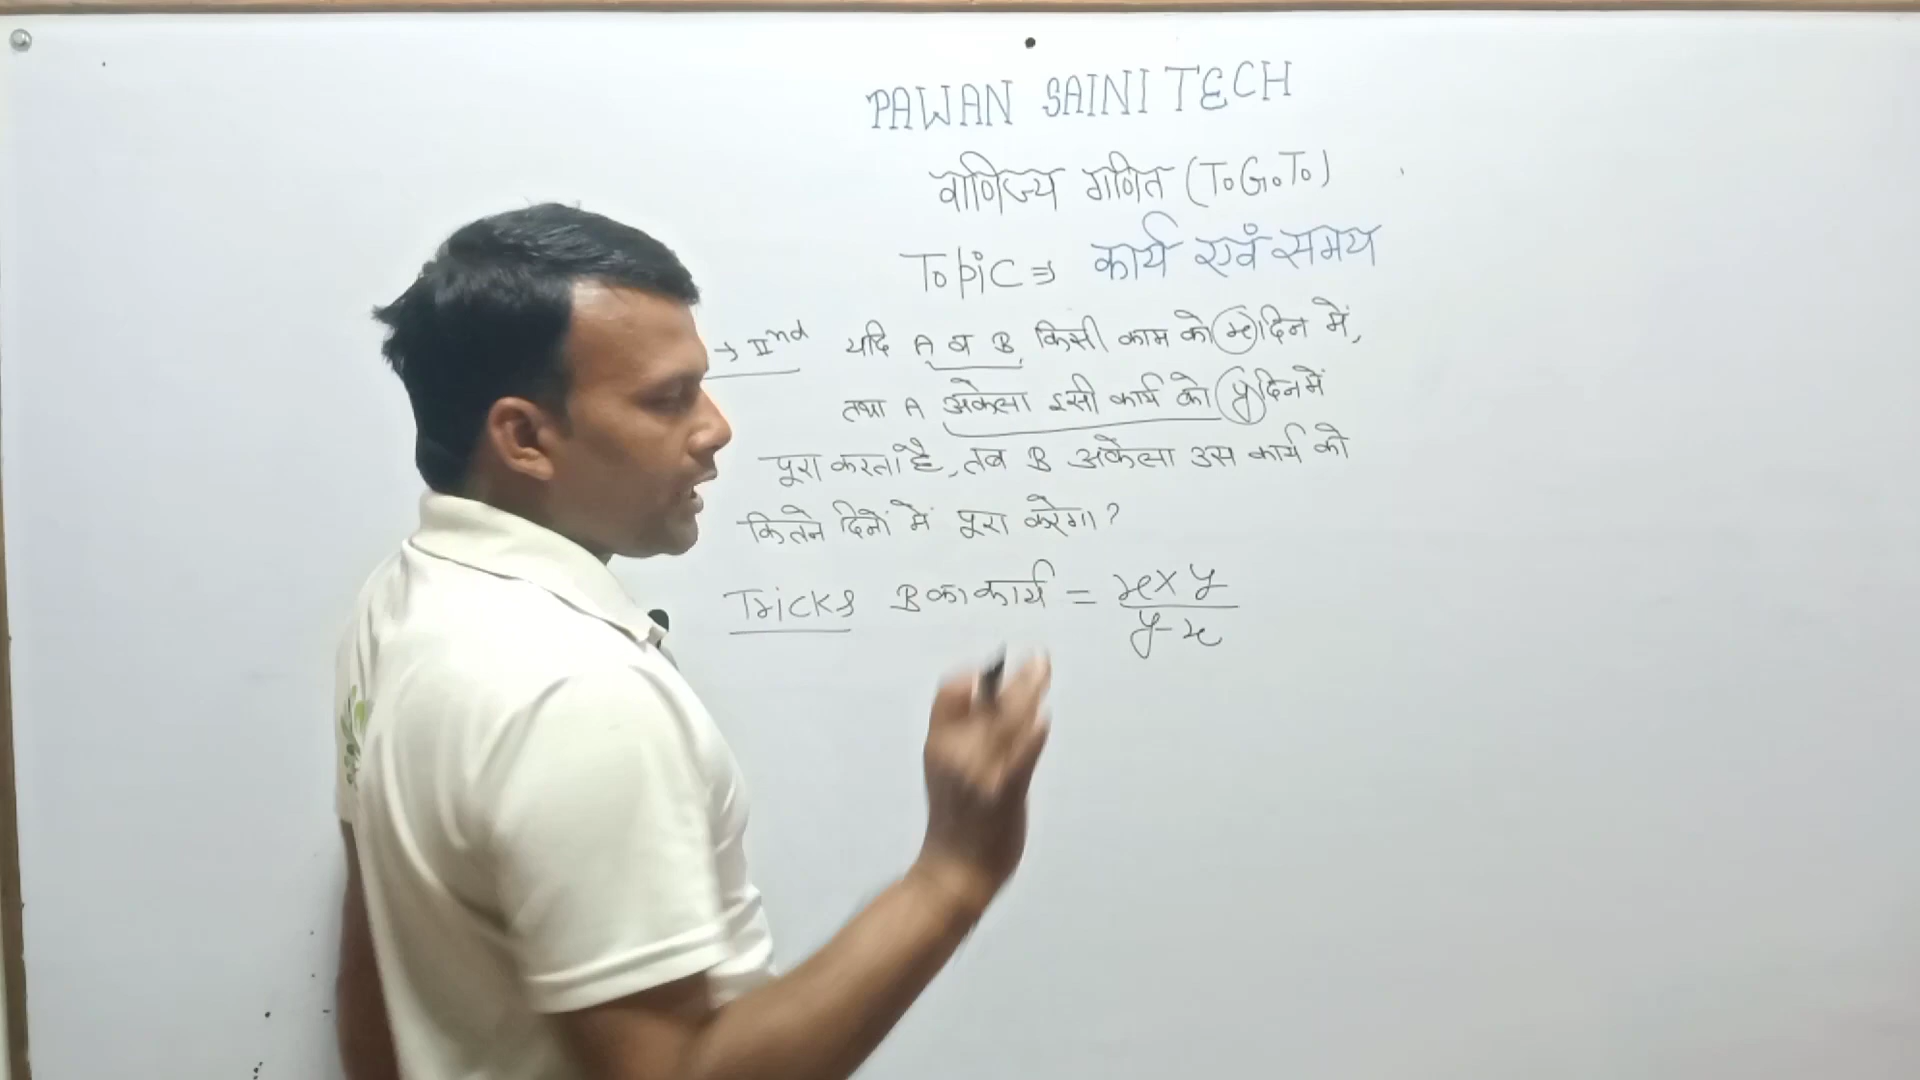 PAWAN SAINI TECH
वाणिज्य गणित (T.G.T.)
Topic ⇒ कार्य एवं समय
→ IInd यदि A व B किसी काम को x दिन में,
तथा A अकेला इसी कार्य को y दिन में
पूरा करता है, तब B अकेला उस कार्य को
कितने दिनों में पूरा करेगा?
Tricks B का कार्य = x × y
y - x